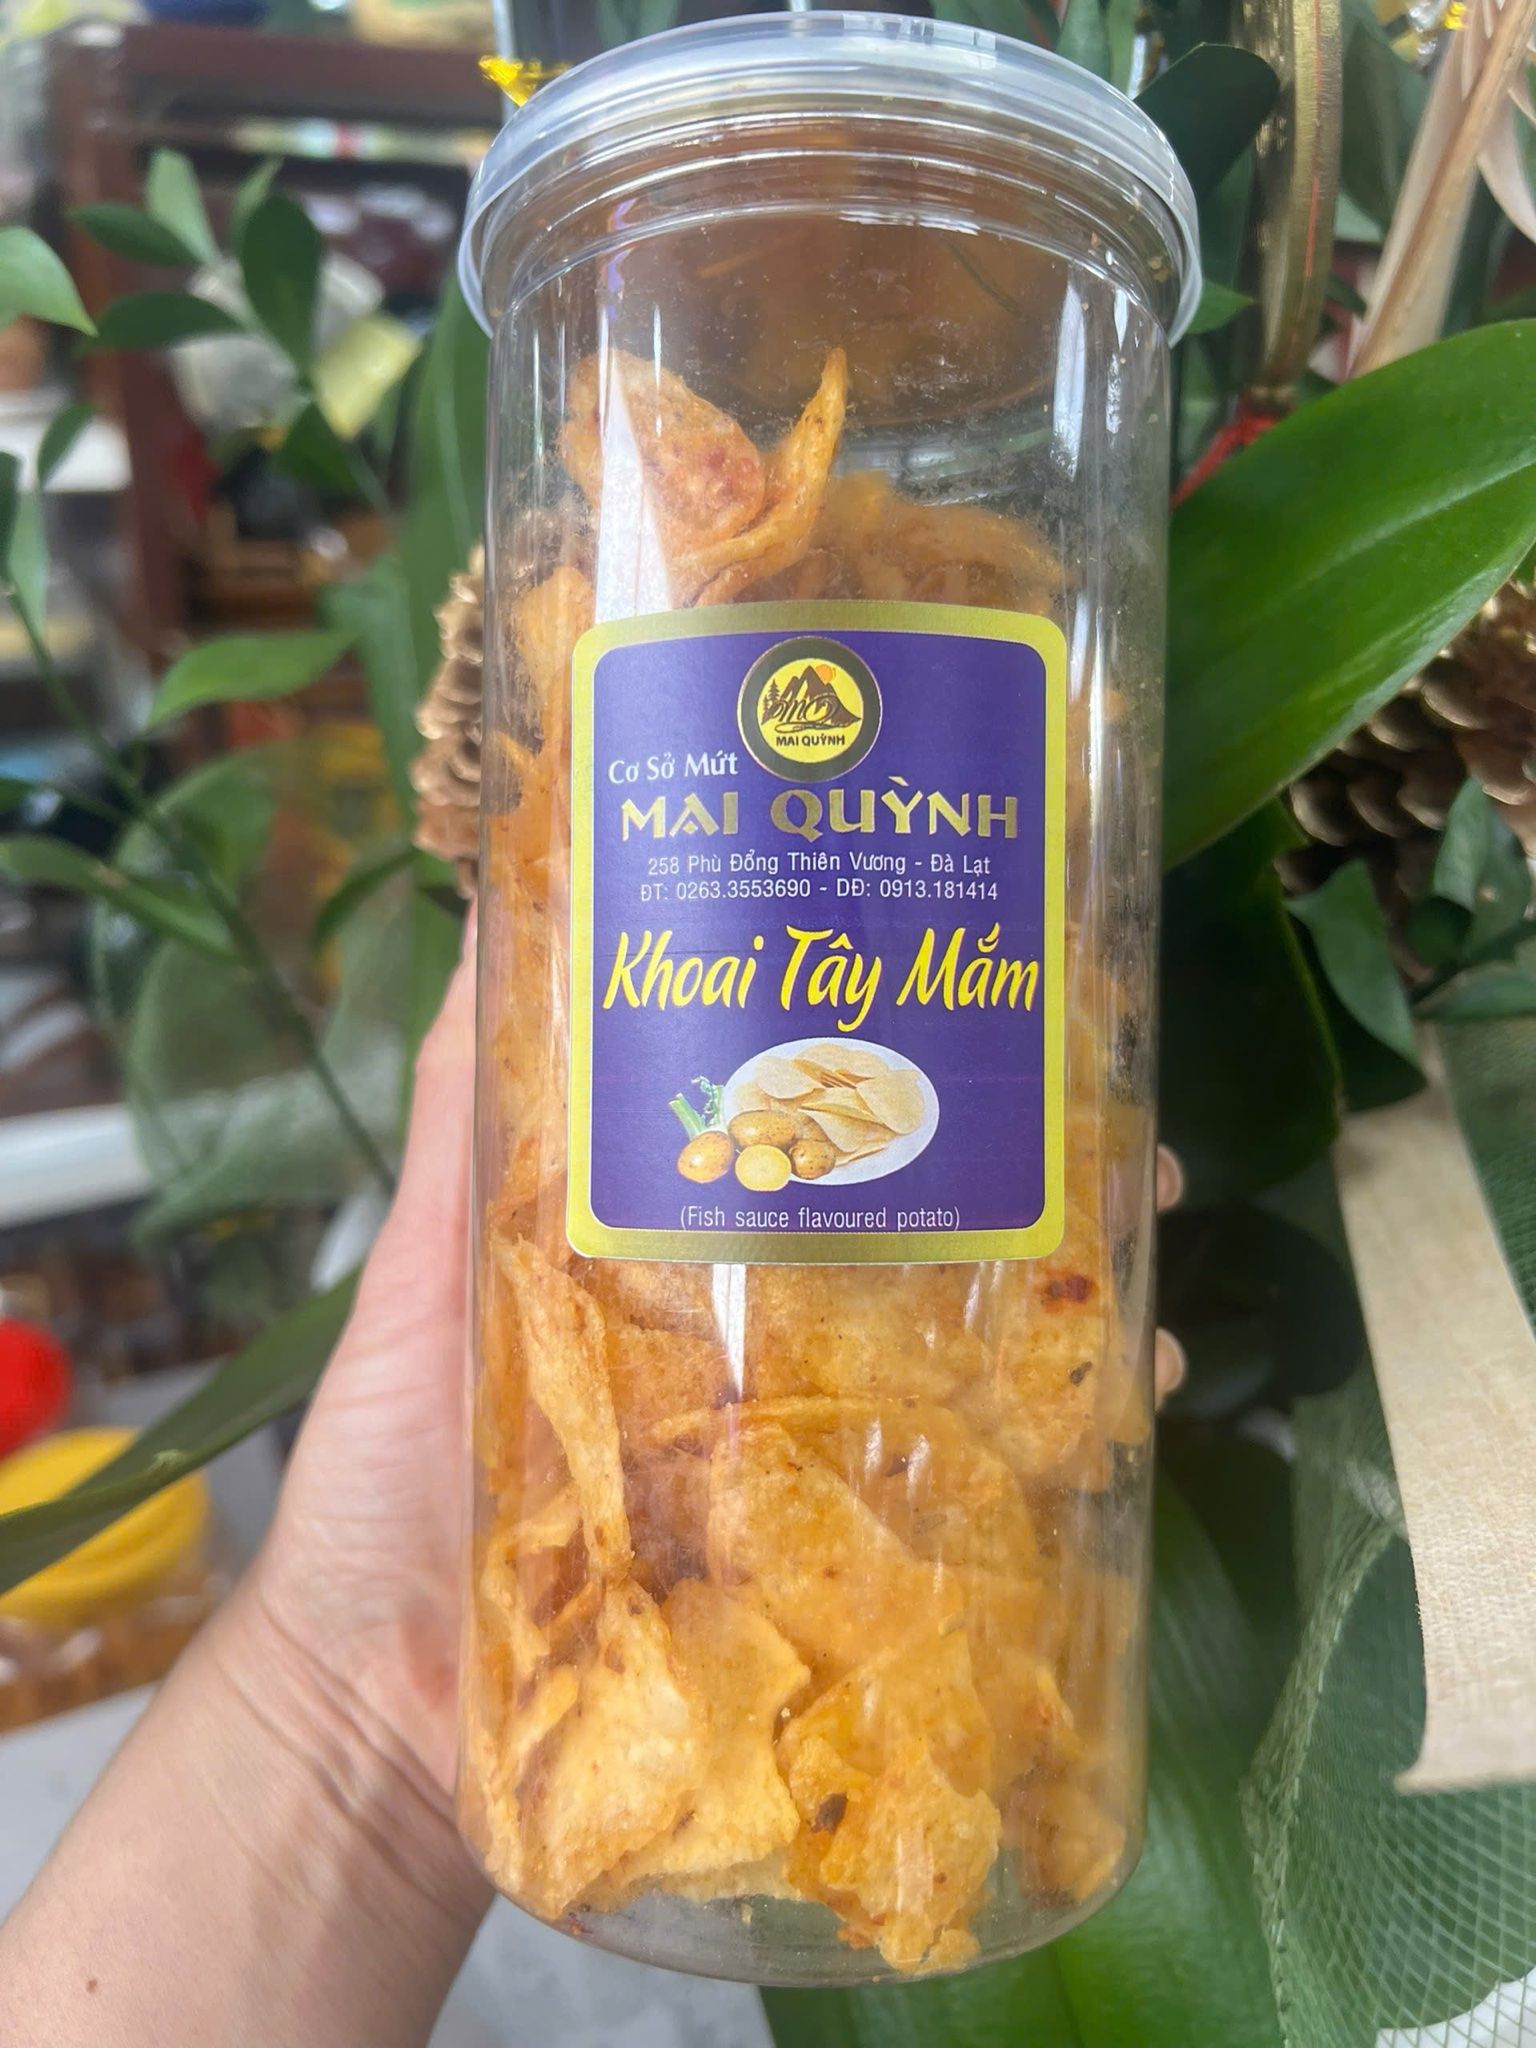 MQ
MAI QUỲNH
Cơ Sở Mứt
MAI QUỲNH
258 Phù Đổng Thiên Vương - Đà Lạt
ĐT: 0263.3553690 - DĐ: 0913.181414
Khoai Tây Mắm
(Fish sauce flavoured potato)